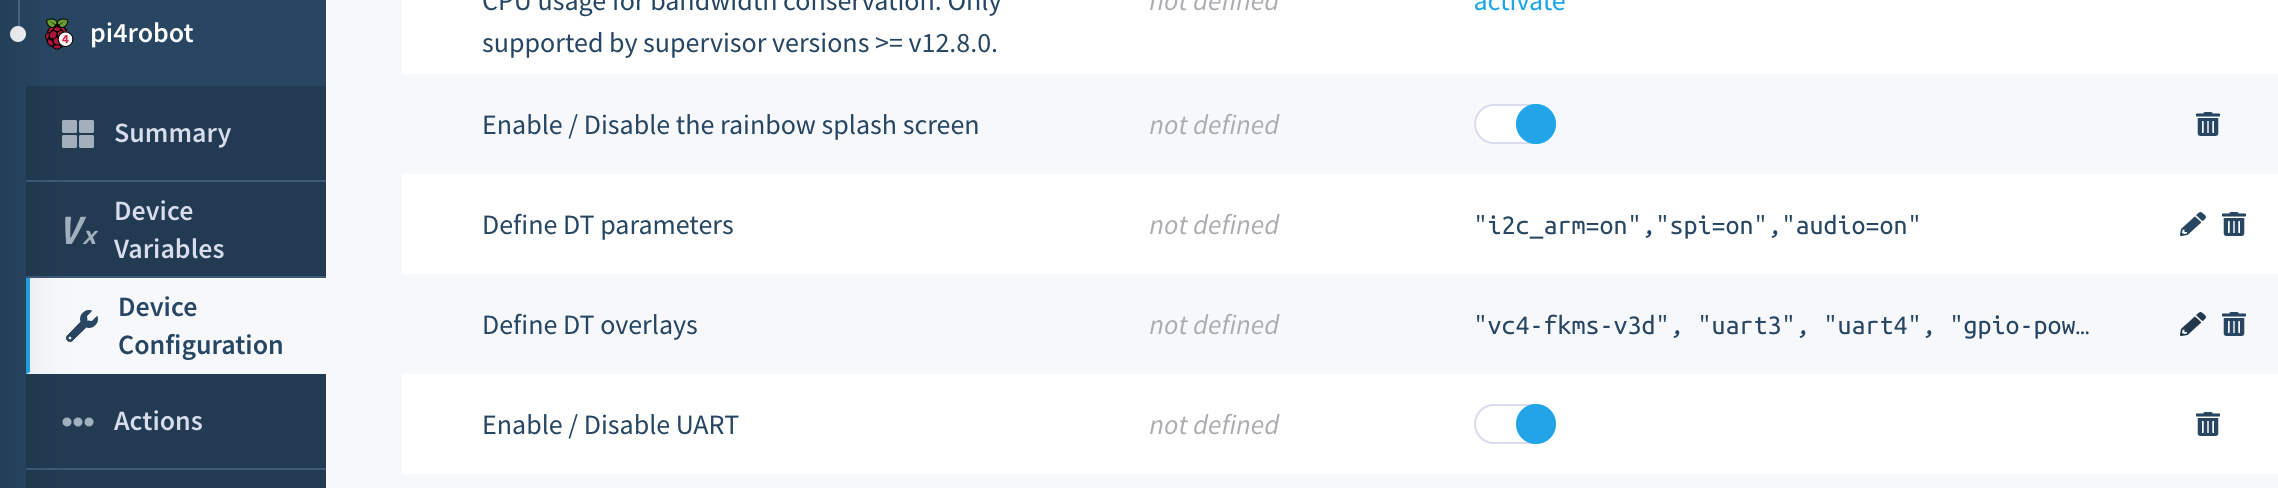 pi4robot
Summary
Device
Variables
Device
Configuration
Actions
CPU usage for bandwidth conservation. Only
supported by supervisor versions >= v12.8.0.
not defined
activate
Enable / Disable the rainbow splash screen
not defined
Define DT parameters
not defined
"i2c_arm=on","spi=on","audio=on"
Define DT overlays
not defined
"vc4-fkms-v3d", "uart3", "uart4", "gpio-pow…
Enable / Disable UART
not defined